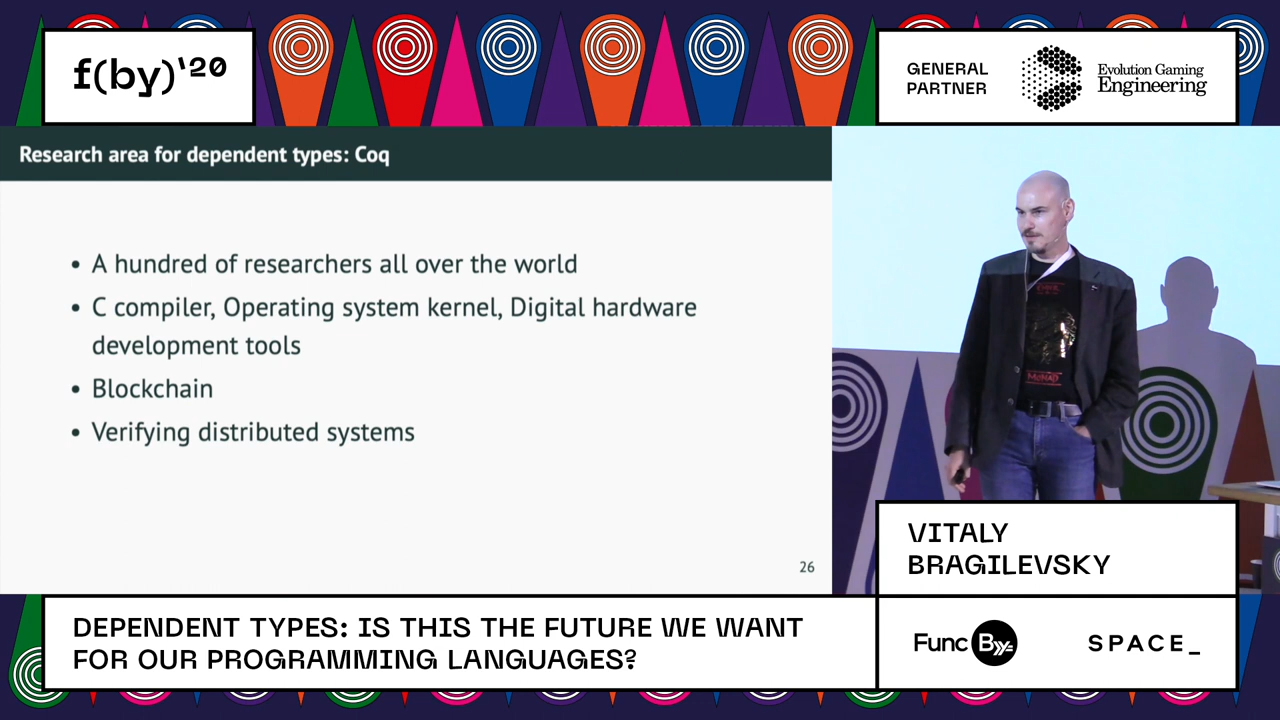 f(by)'20
GENERAL
PARTNER
Evolution Gaming
Engineering
Research area for dependent types: Coq
• A hundred of researchers all over the world
• C compiler, Operating system kernel, Digital hardware
development tools
• Blockchain
• Verifying distributed systems
26
MONAD
VITALY
BRAGILEVSKY
DEPENDENT TYPES: IS THIS THE FUTURE WE WANT
FOR OUR PROGRAMMING LANGUAGES?
Func By
SPACE_